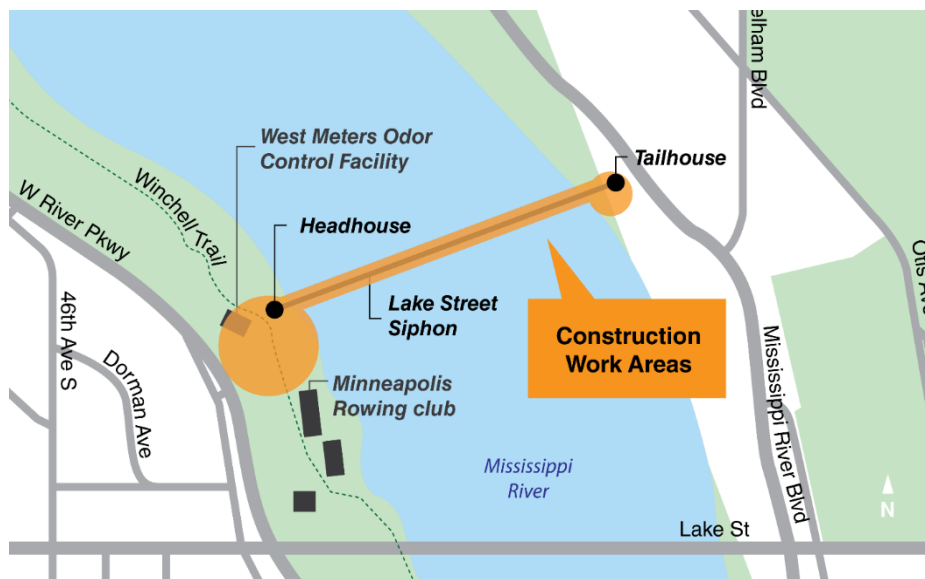 elham Blvd
West Meters Odor
Control Facility
Tailhouse
Winchell Trail
W River Pkwy
Headhouse
Otis Ave
46th Ave S
Lake Street
Siphon
Construction
Work Areas
Dorman Ave
Minneapolis
Rowing club
Mississippi River Blvd
Mississippi
River
N
Lake St